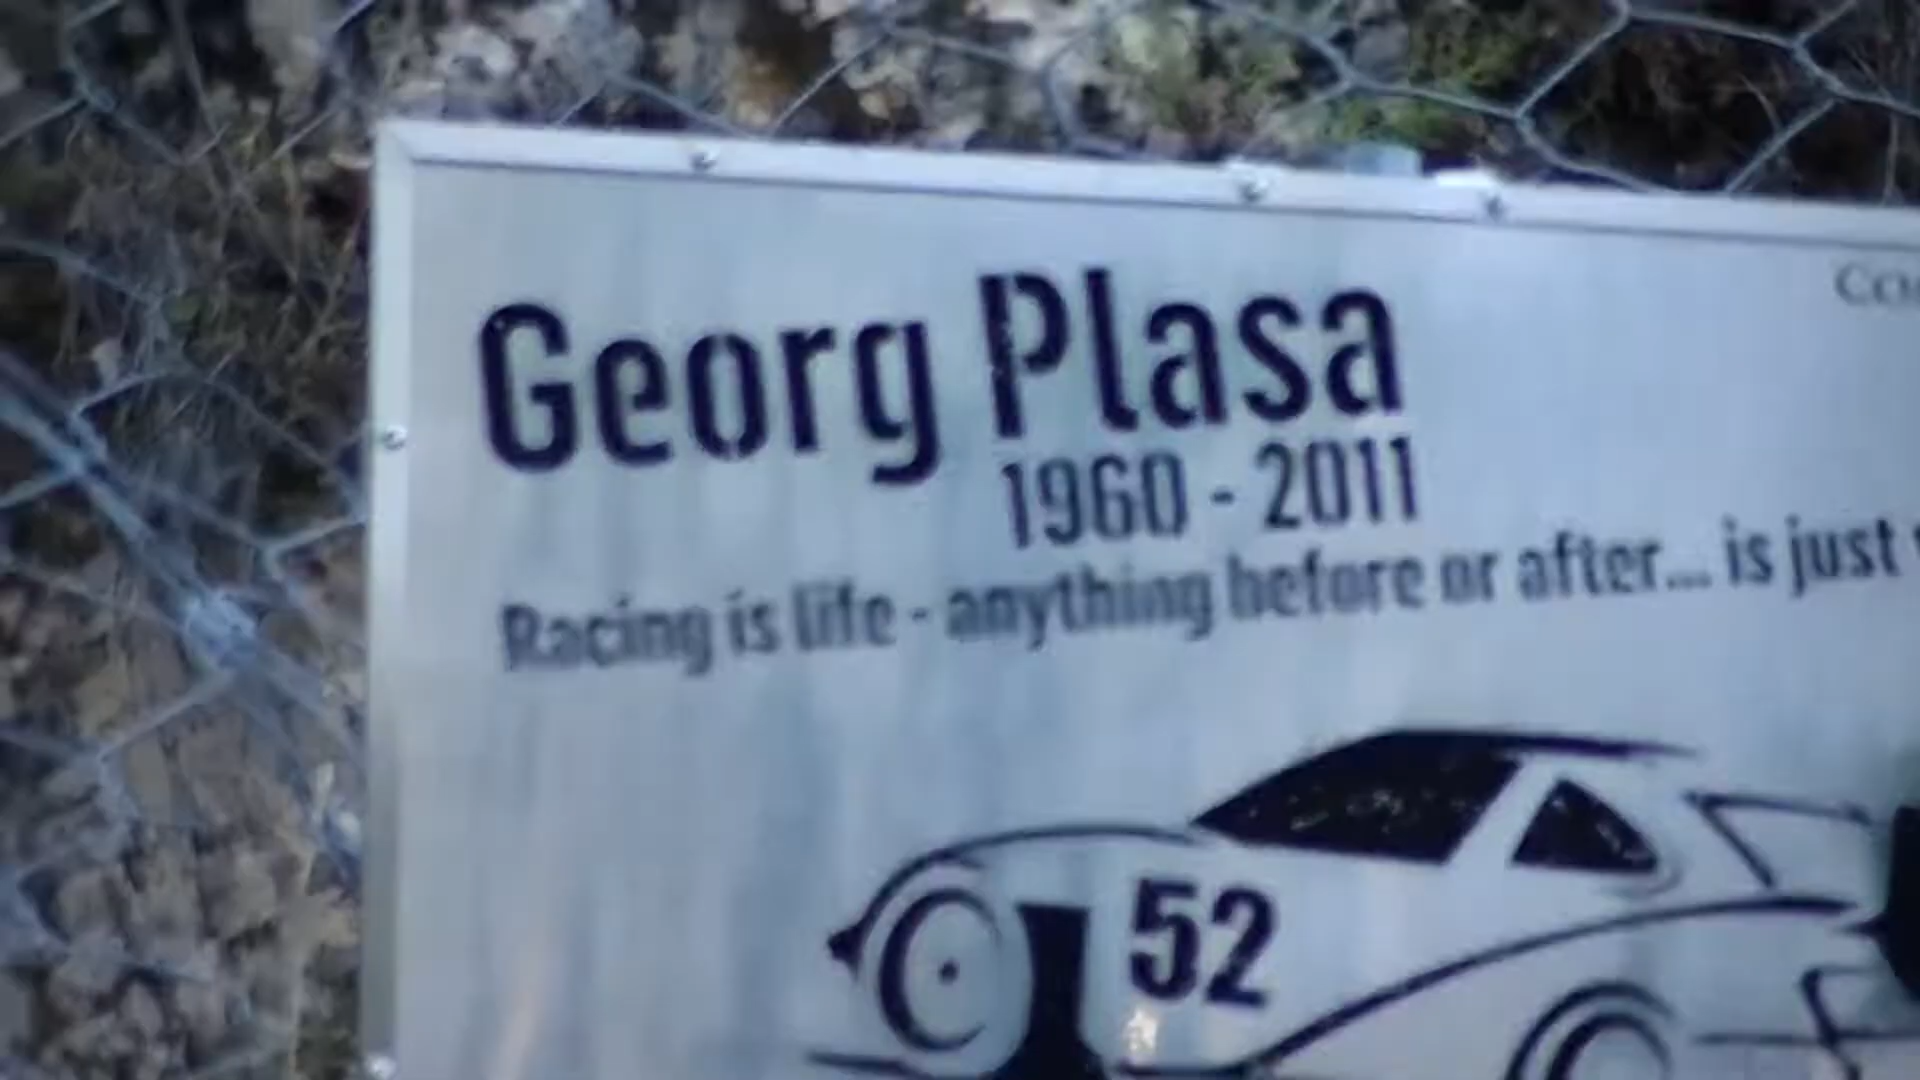 Georg Plasa
1960 - 2011
Racing is life - anything before or after... is just
52